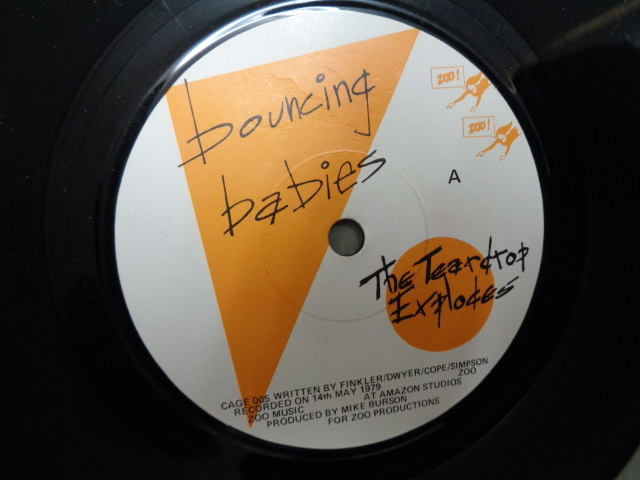 bouncing
babies
ZOO!
ZOO!
A
The Teardrop
Explodes
CAGE 005 WRITTEN BY FINKLER/DWYER/COPE/SIMPSON
RECORDED ON 14th MAY 1979 AT AMAZON STUDIOS ZOO
ZOO MUSIC
PRODUCED BY MIKE BURSON
FOR ZOO PRODUCTIONS